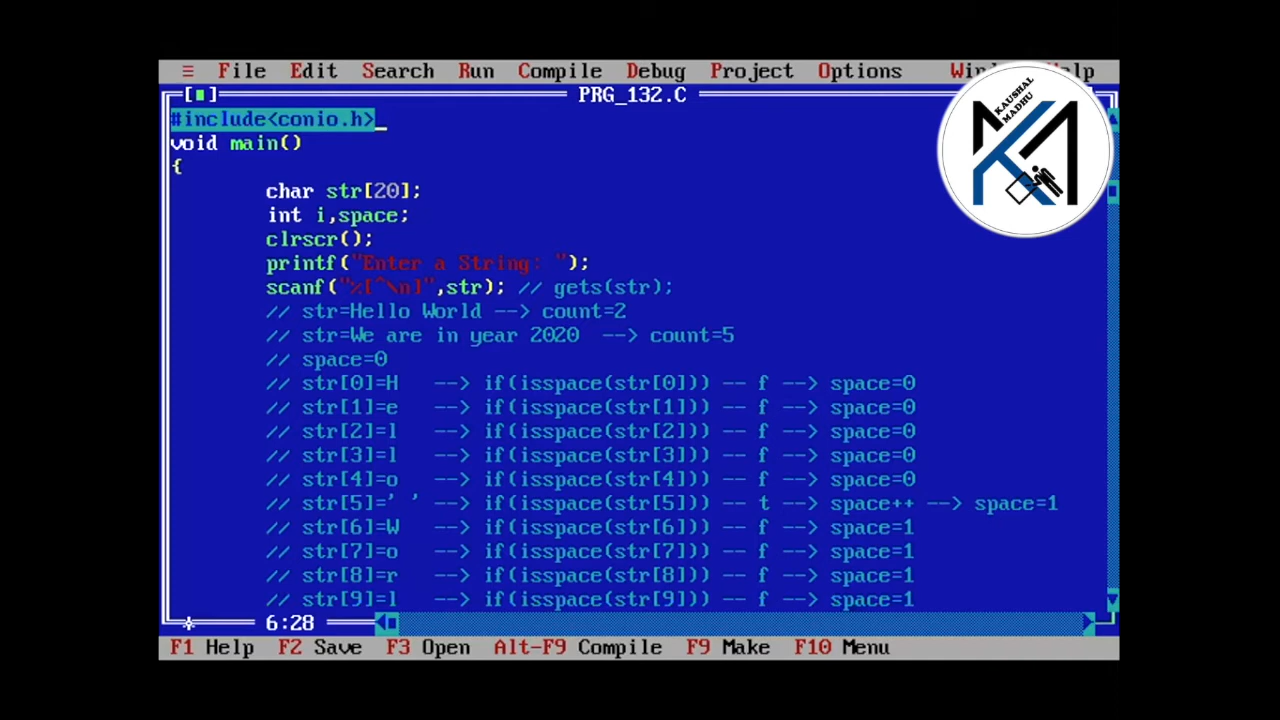 ≡ File Edit Search Run Compile Debug Project Options
[■] PRG_132.C
KAUSHAL
MADHU
#include<conio.h>
void main()
{
char str[20];
int i,space;
clrscr();
printf("Enter a String: ");
scanf("%[^\n]",str); // gets(str);
// str=Hello World --> count=2
// str=We are in year 2020 --> count=5
// space=0
// str[0]=H --> if(isspace(str[0])) -- f --> space=0
// str[1]=e --> if(isspace(str[1])) -- f --> space=0
// str[2]=l --> if(isspace(str[2])) -- f --> space=0
// str[3]=l --> if(isspace(str[3])) -- f --> space=0
// str[4]=o --> if(isspace(str[4])) -- f --> space=0
// str[5]=' ' --> if(isspace(str[5])) -- t --> space++ --> space=1
// str[6]=W --> if(isspace(str[6])) -- f --> space=1
// str[7]=o --> if(isspace(str[7])) -- f --> space=1
// str[8]=r --> if(isspace(str[8])) -- f --> space=1
// str[9]=l --> if(isspace(str[9])) -- f --> space=1
* 6:28
F1 Help F2 Save F3 Open Alt-F9 Compile F9 Make F10 Menu